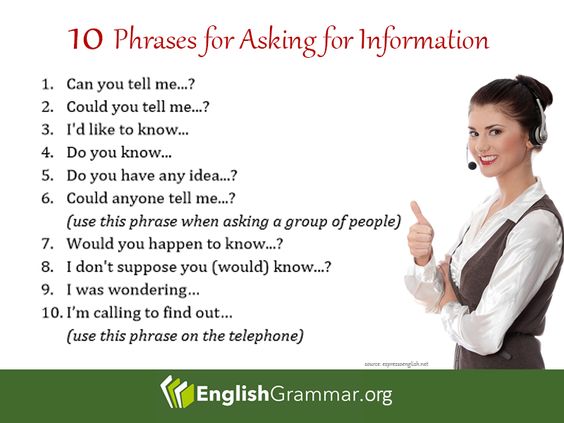 10 Phrases for Asking for Information
1. Can you tell me...?
2. Could you tell me...?
3. I'd like to know...
4. Do you know...
5. Do you have any idea...?
6. Could anyone tell me...?
(use this phrase when asking a group of people)
7. Would you happen to know...?
8. I don't suppose you (would) know...?
9. I was wondering...
10. I'm calling to find out...
(use this phrase on the telephone)
source: espressoenglish.net
EnglishGrammar.org